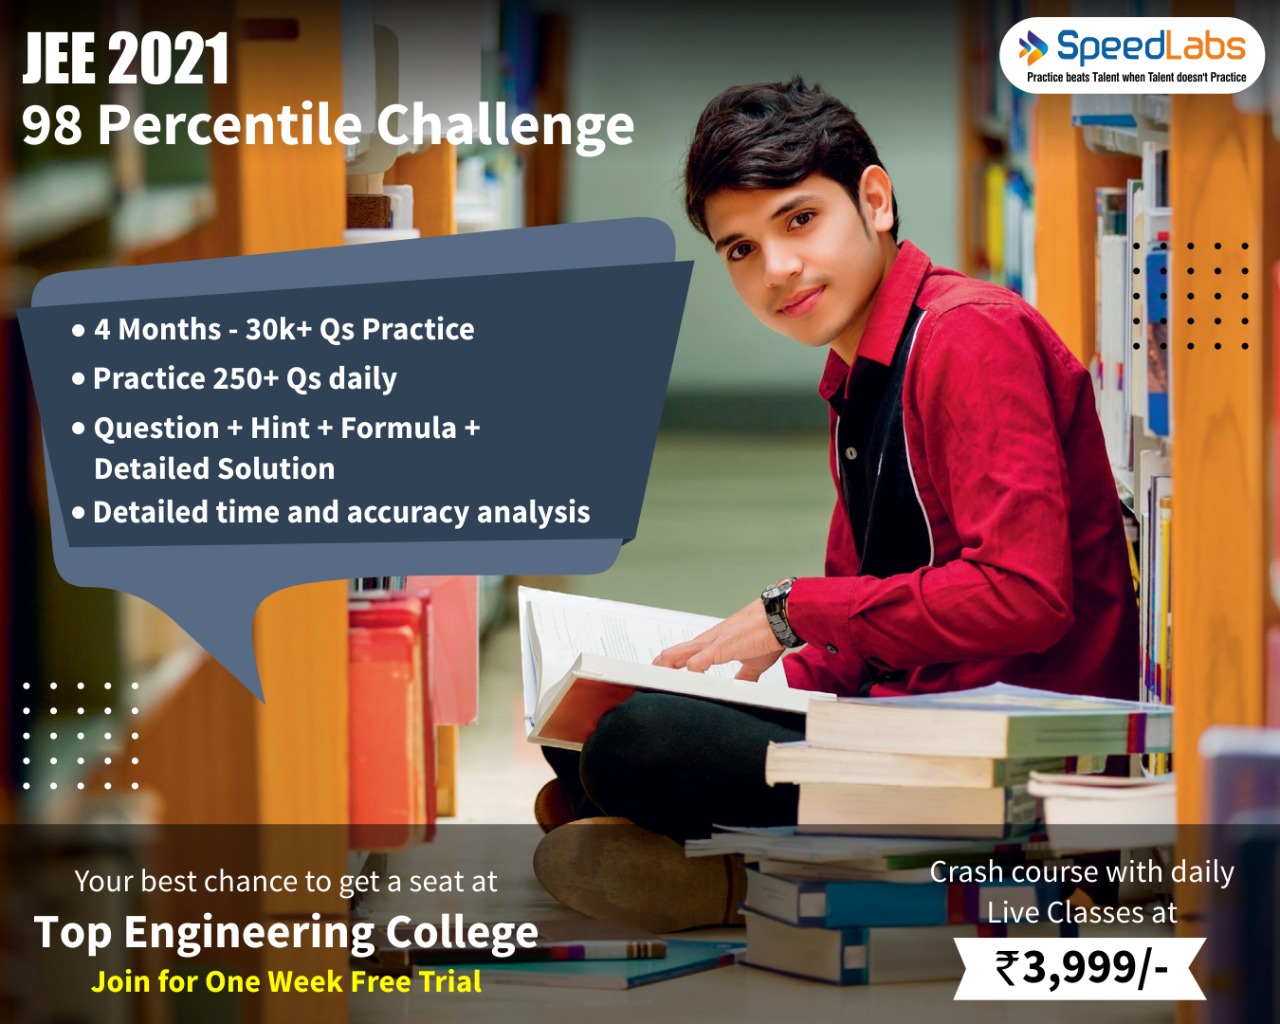 JEE 2021
98 Percentile Challenge
SpeedLabs
Practice beats Talent when Talent doesn't Practice
• 4 Months - 30k+ Qs Practice
• Practice 250+ Qs daily
• Question + Hint + Formula +
Detailed Solution
• Detailed time and accuracy analysis
Your best chance to get a seat at
Top Engineering College
Join for One Week Free Trial
Crash course with daily
Live Classes at
₹3,999/-